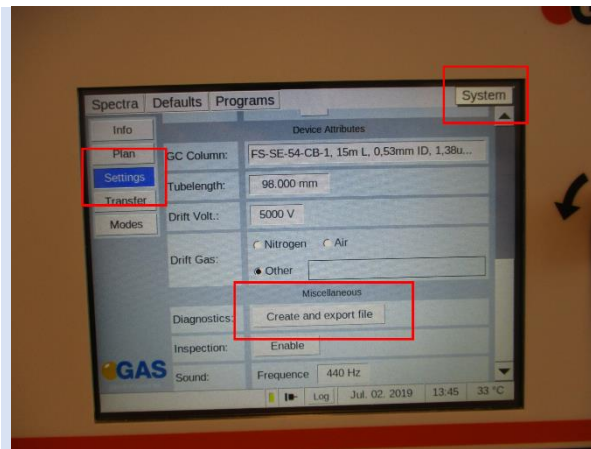 Spectra Defaults Programs System
Info
Plan
Settings
Transfer
Modes
Device Attributes
GC Column: FS-SE-54-CB-1, 15m L, 0,53mm ID, 1,38u...
Tubelength: 98.000 mm
Drift Volt.: 5000 V
Drift Gas: Nitrogen Air
Other
Miscellaneous
Diagnostics: Create and export file
Inspection: Enable
Sound: Frequence 440 Hz
GAS
Log Jul. 02. 2019 13:45 33 °C